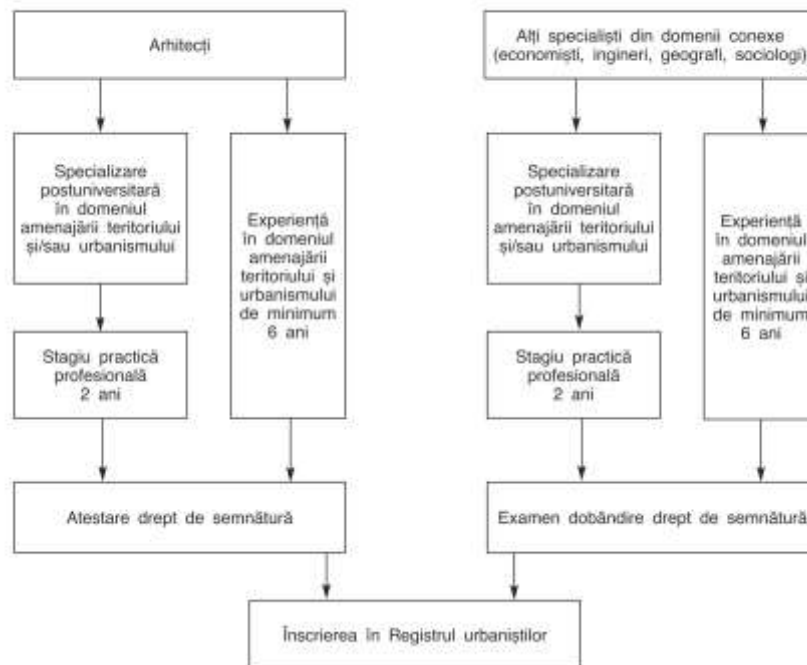 Arhitecți
Alți specialiști din domenii conexe
(economiști, ingineri, geografi, sociologi)
Specializare
postuniversitară
în domeniul
amenajării teritoriului
și/sau urbanismului
Experiență
în domeniul
amenajării
teritoriului și
urbanismului
de minimum
6 ani
Specializare
postuniversitară
în domeniul
amenajării teritoriului
și/sau urbanismului
Experiență
în domeniul
amenajării
teritoriului și
urbanismului
de minimum
6 ani
Stagiu practică
profesională
2 ani
Stagiu practică
profesională
2 ani
Atestare drept de semnătură
Examen dobândire drept de semnătură
Înscrierea în Registrul urbaniștilor